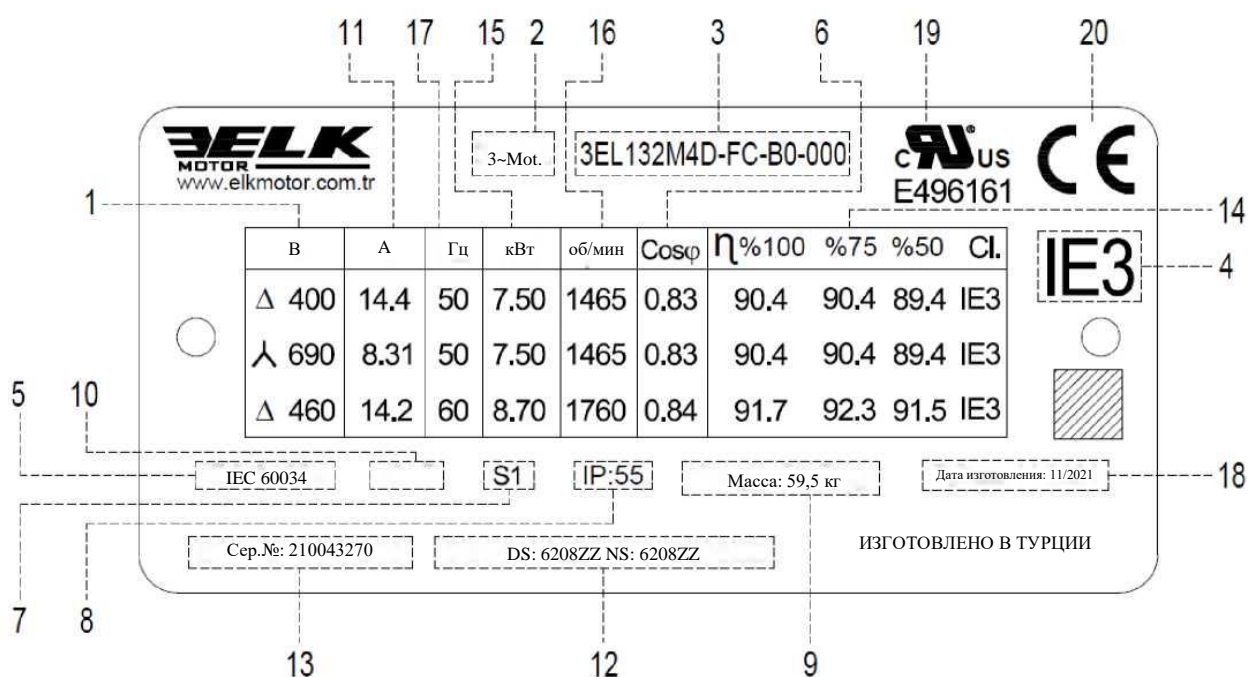 11 17 15 2 16 3 6 19 20
ELK
MOTOR
www.elkmotor.com.tr
3~Mot.
3EL132M4D-FC-B0-000
c RU US ®
E496161
CE
1
14
4
В А Гц кВт об/мин Cosφ η%100 %75 %50 Cl.
IE3
Δ 400 14.4 50 7.50 1465 0.83 90.4 90.4 89.4 IE3
⅄ 690 8.31 50 7.50 1465 0.83 90.4 90.4 89.4 IE3
Δ 460 14.2 60 8.70 1760 0.84 91.7 92.3 91.5 IE3
5 10
IEC 60034 S1 IP:55 Масса: 59,5 кг Дата изготовления: 11/2021
18
Сер.№: 210043270 DS: 6208ZZ NS: 6208ZZ ИЗГОТОВЛЕНО В ТУРЦИИ
7 8
13 12 9